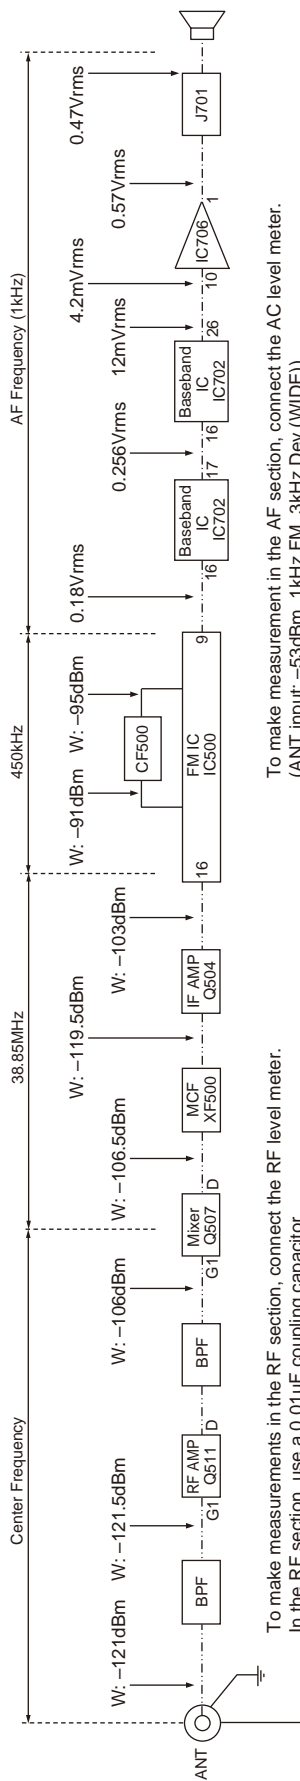 Center Frequency
38.85MHz
450kHz
AF Frequency (1kHz)
W: –121dBm
W: –121.5dBm
W: –106dBm
W: –106.5dBm
W: –119.5dBm
W: –103dBm
W: –91dBm
W: –95dBm
0.18Vrms
0.256Vrms
12mVrms
4.2mVrms
0.57Vrms
0.47Vrms
ANT
BPF
G1
RF AMP
Q511
D
BPF
G1
Mixer
Q507
D
MCF
XF500
IF AMP
Q504
16
FM IC
IC500
9
CF500
16
Baseband
IC
IC702
17
16
Baseband
IC
IC702
26
10
IC706
1
J701
To make measurements in the RF section, connect the RF level meter.
In the RF section, use a 0.01uF coupling capacitor
To make measurement in the AF section, connect the AC level meter.
(ANT input: –53dBm, 1kHz FM, 3kHz Dev (WIDE))